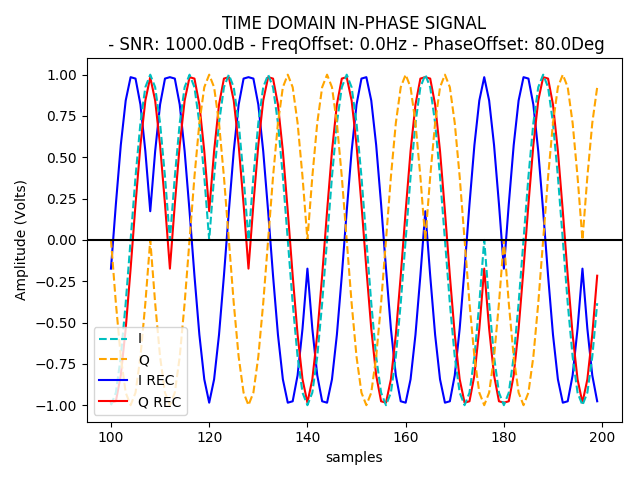 TIME DOMAIN IN-PHASE SIGNAL
- SNR: 1000.0dB - FreqOffset: 0.0Hz - PhaseOffset: 80.0Deg
1.00
0.75
0.50
0.25
0.00
−0.25
−0.50
−0.75
−1.00
Amplitude (Volts)
I
Q
I REC
Q REC
100
120
140
160
180
200
samples